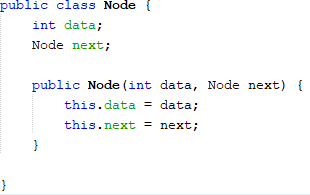 public class Node {
    int data;
    Node next;

    public Node(int data, Node next) {
        this.data = data;
        this.next = next;
    }

}